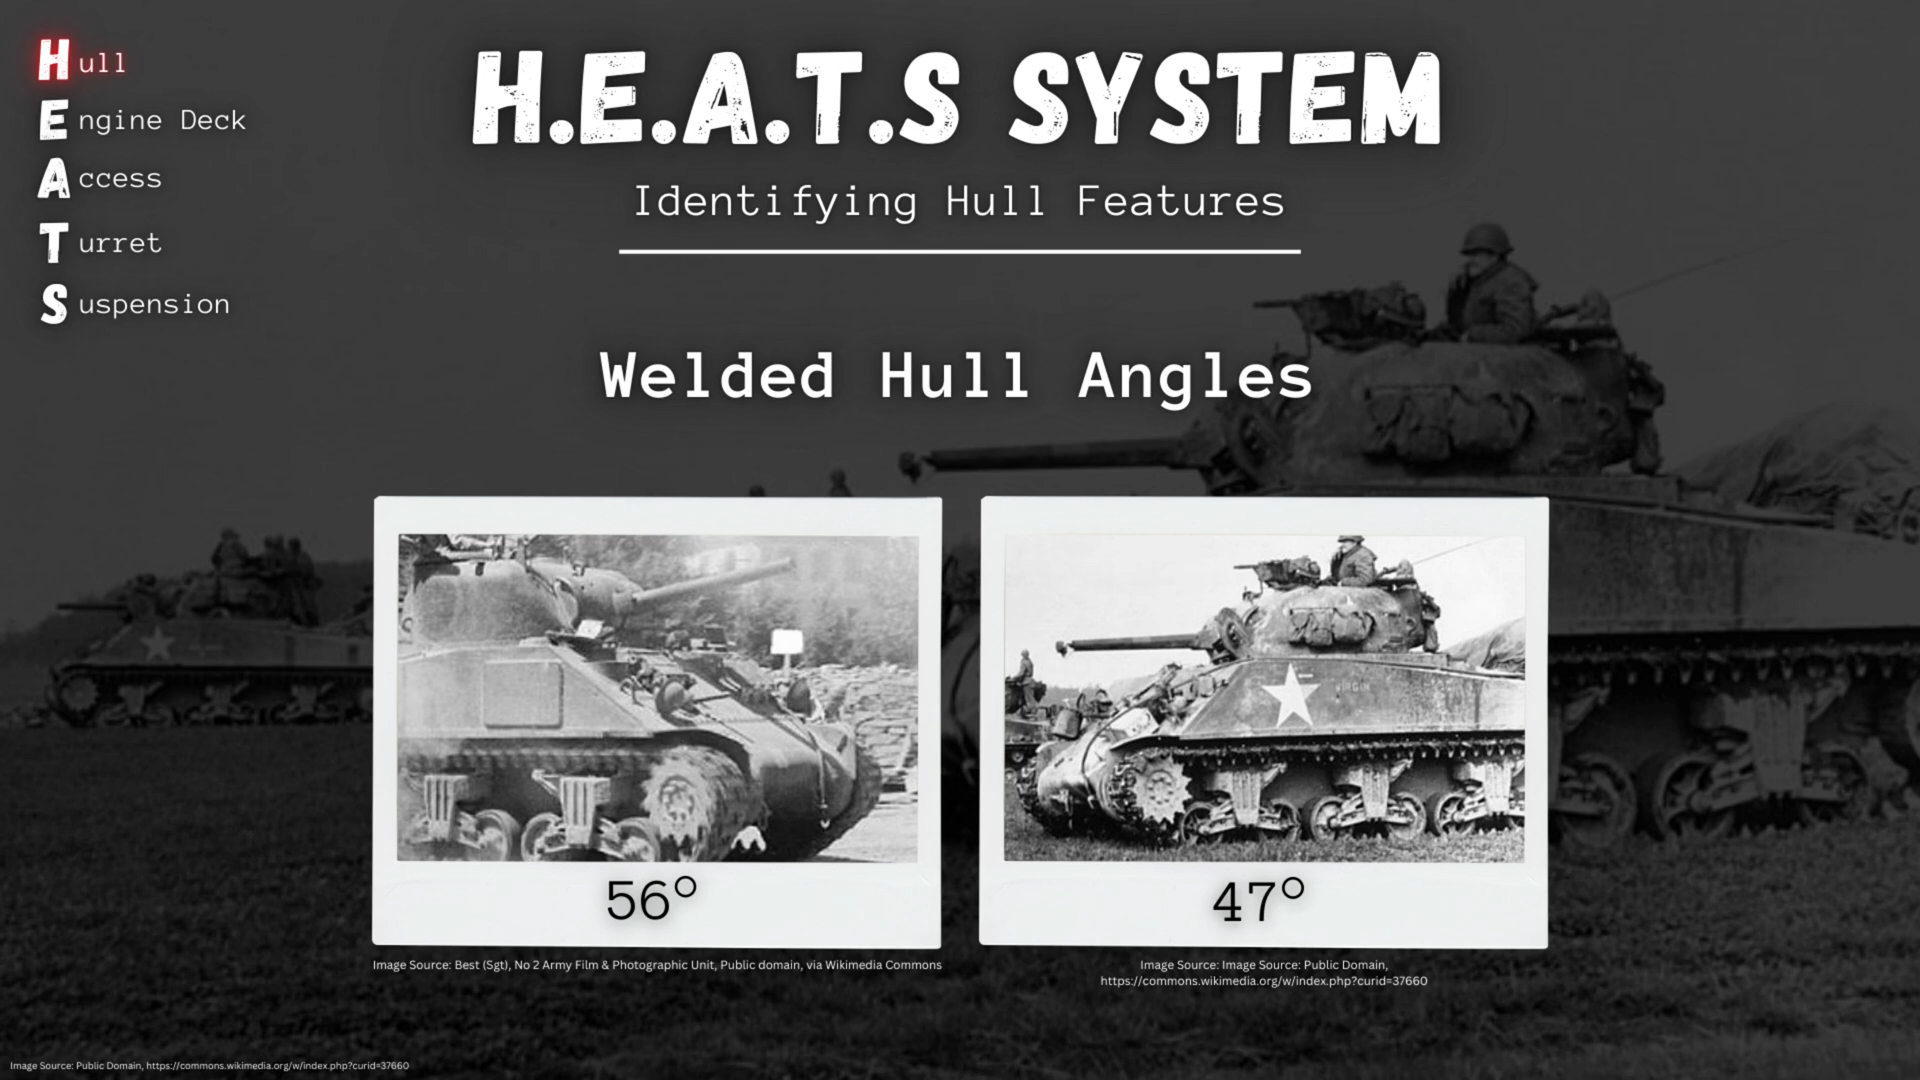 Hull
Engine Deck
Access
Turret
Suspension
H.E.A.T.S SYSTEM
Identifying Hull Features
Welded Hull Angles
56°
47°
Image Source: Best (Sgt), No 2 Army Film & Photographic Unit, Public domain, via Wikimedia Commons
Image Source: Image Source: Public Domain,
https://commons.wikimedia.org/w/index.php?curid=37660
Image Source: Public Domain, https://commons.wikimedia.org/w/index.php?curid=37660